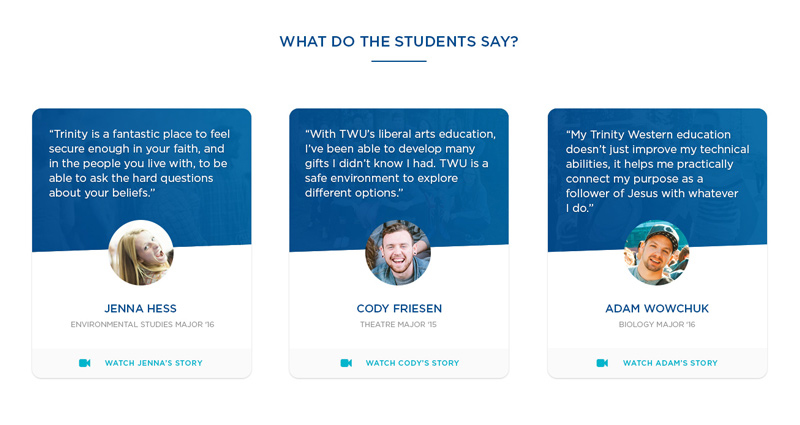 WHAT DO THE STUDENTS SAY?
“Trinity is a fantastic place to feel
secure enough in your faith, and
in the people you live with, to be
able to ask the hard questions
about your beliefs.”
JENNA HESS
ENVIRONMENTAL STUDIES MAJOR ‘16
WATCH JENNA’S STORY
“With TWU’s liberal arts education,
I’ve been able to develop many
gifts I didn’t know I had. TWU is a
safe environment to explore
different options.”
CODY FRIESEN
THEATRE MAJOR ‘15
WATCH CODY’S STORY
“My Trinity Western education
doesn’t just improve my technical
abilities, it helps me practically
connect my purpose as a
follower of Jesus with whatever
I do.”
ADAM WOWCHUK
BIOLOGY MAJOR ‘16
WATCH ADAM’S STORY